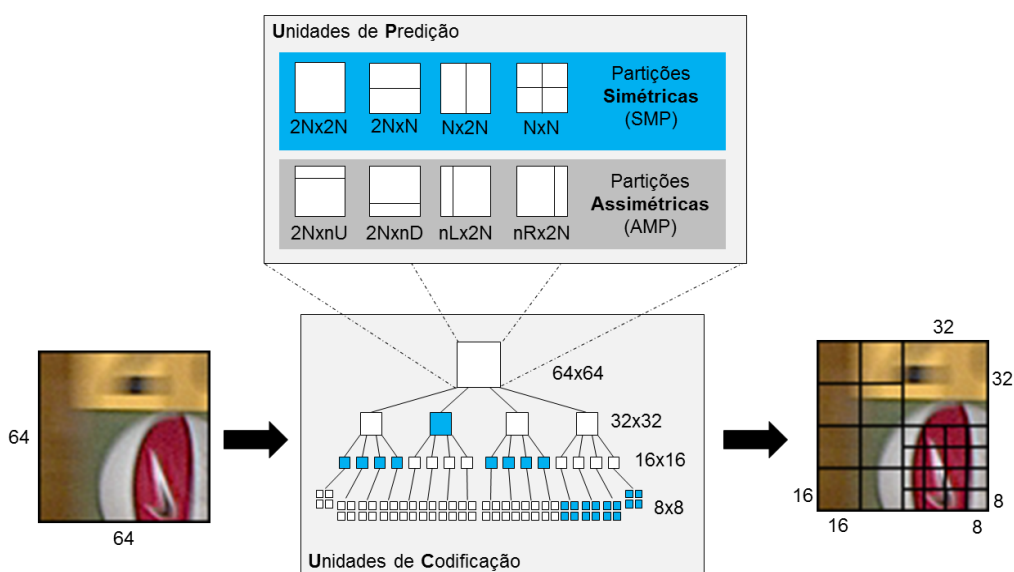 Unidades de Predição
2Nx2N 2NxN Nx2N NxN
Partições
Simétricas
(SMP)
2NxnU 2NxnD nLx2N nRx2N
Partições
Assimétricas
(AMP)
64
64
64x64
32x32
16x16
8x8
Unidades de Codificação
32
32
16
16
8
8